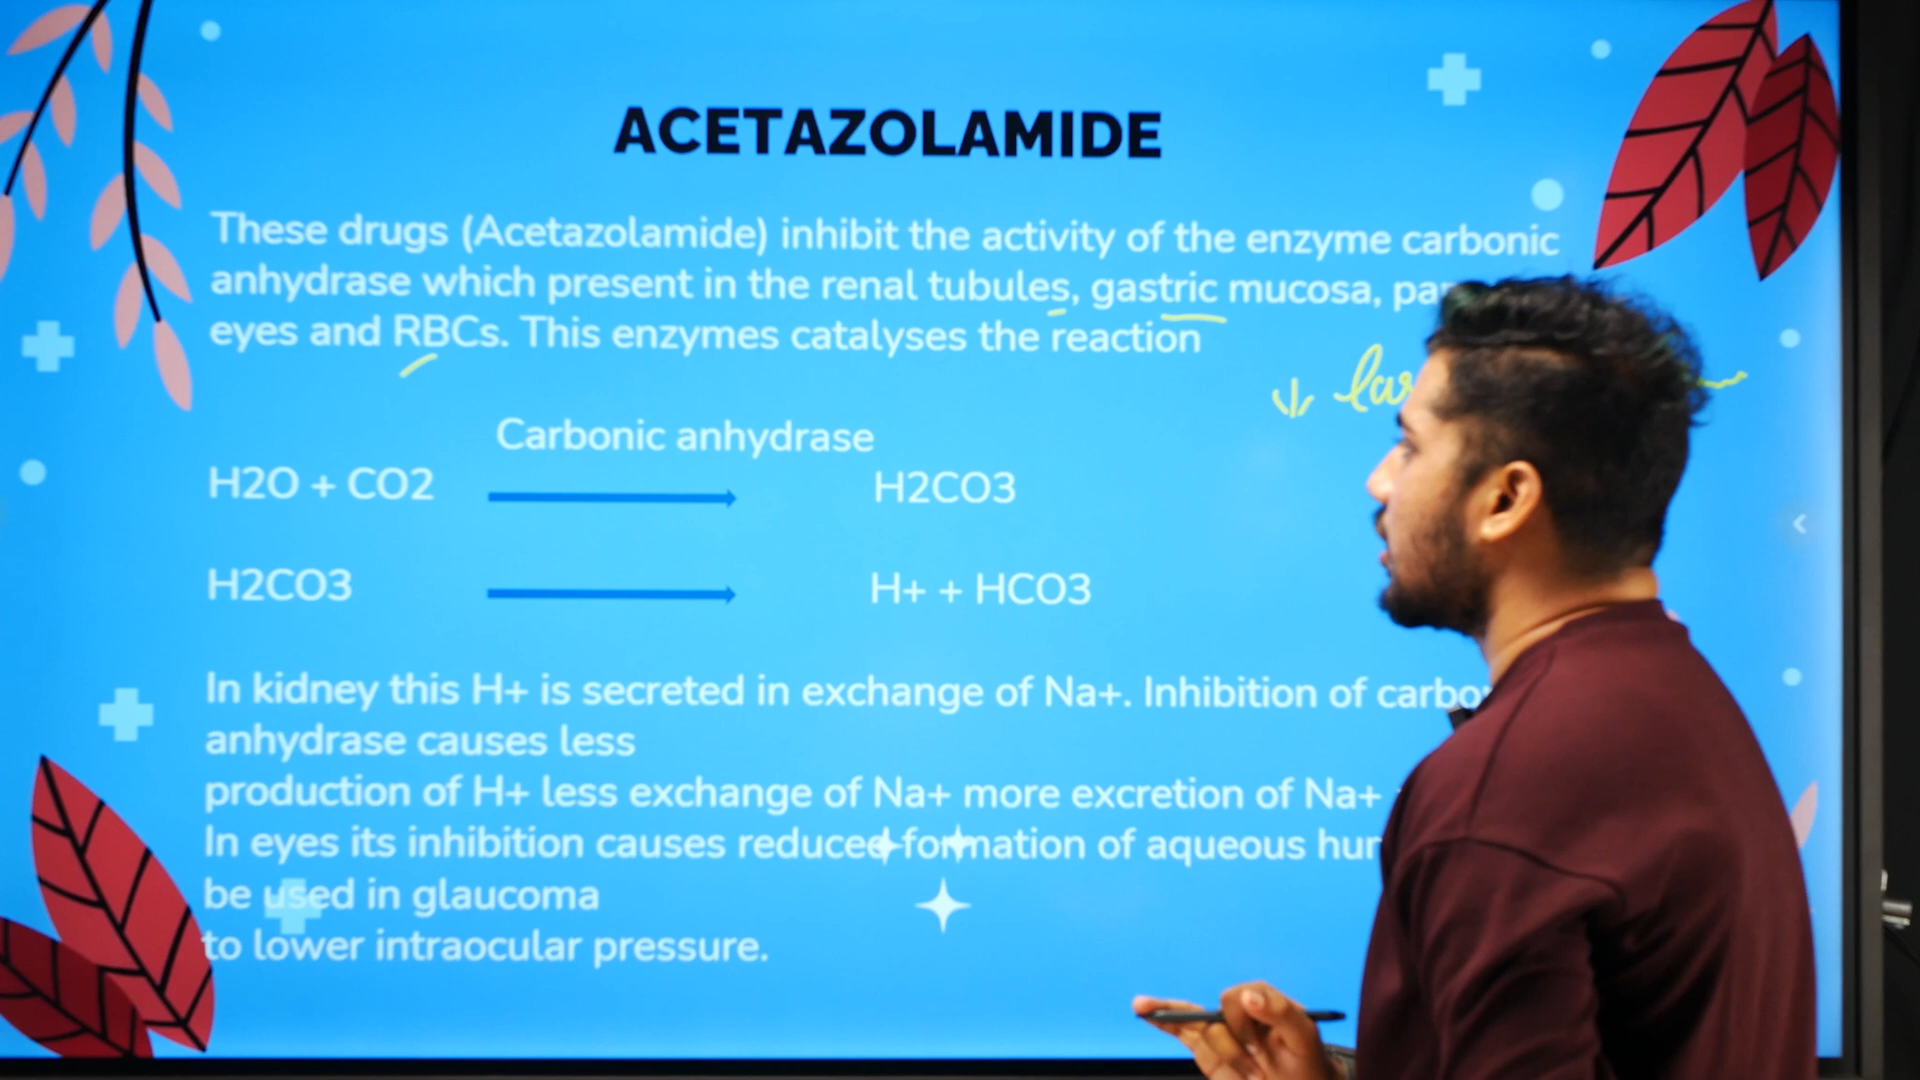 ACETAZOLAMIDE
These drugs (Acetazolamide) inhibit the activity of the enzyme carbonic
anhydrase which present in the renal tubules, gastric mucosa,
eyes and RBCs. This enzymes catalyses the reaction
Carbonic anhydrase
H2O + CO2 H2CO3
H2CO3 H+ + HCO3
In kidney this H+ is secreted in exchange of Na+. Inhibition of
anhydrase causes less
production of H+ less exchange of Na+ more excretion of Na+
In eyes its inhibition causes reduced formation of aqueous
be used in glaucoma
to lower intraocular pressure.